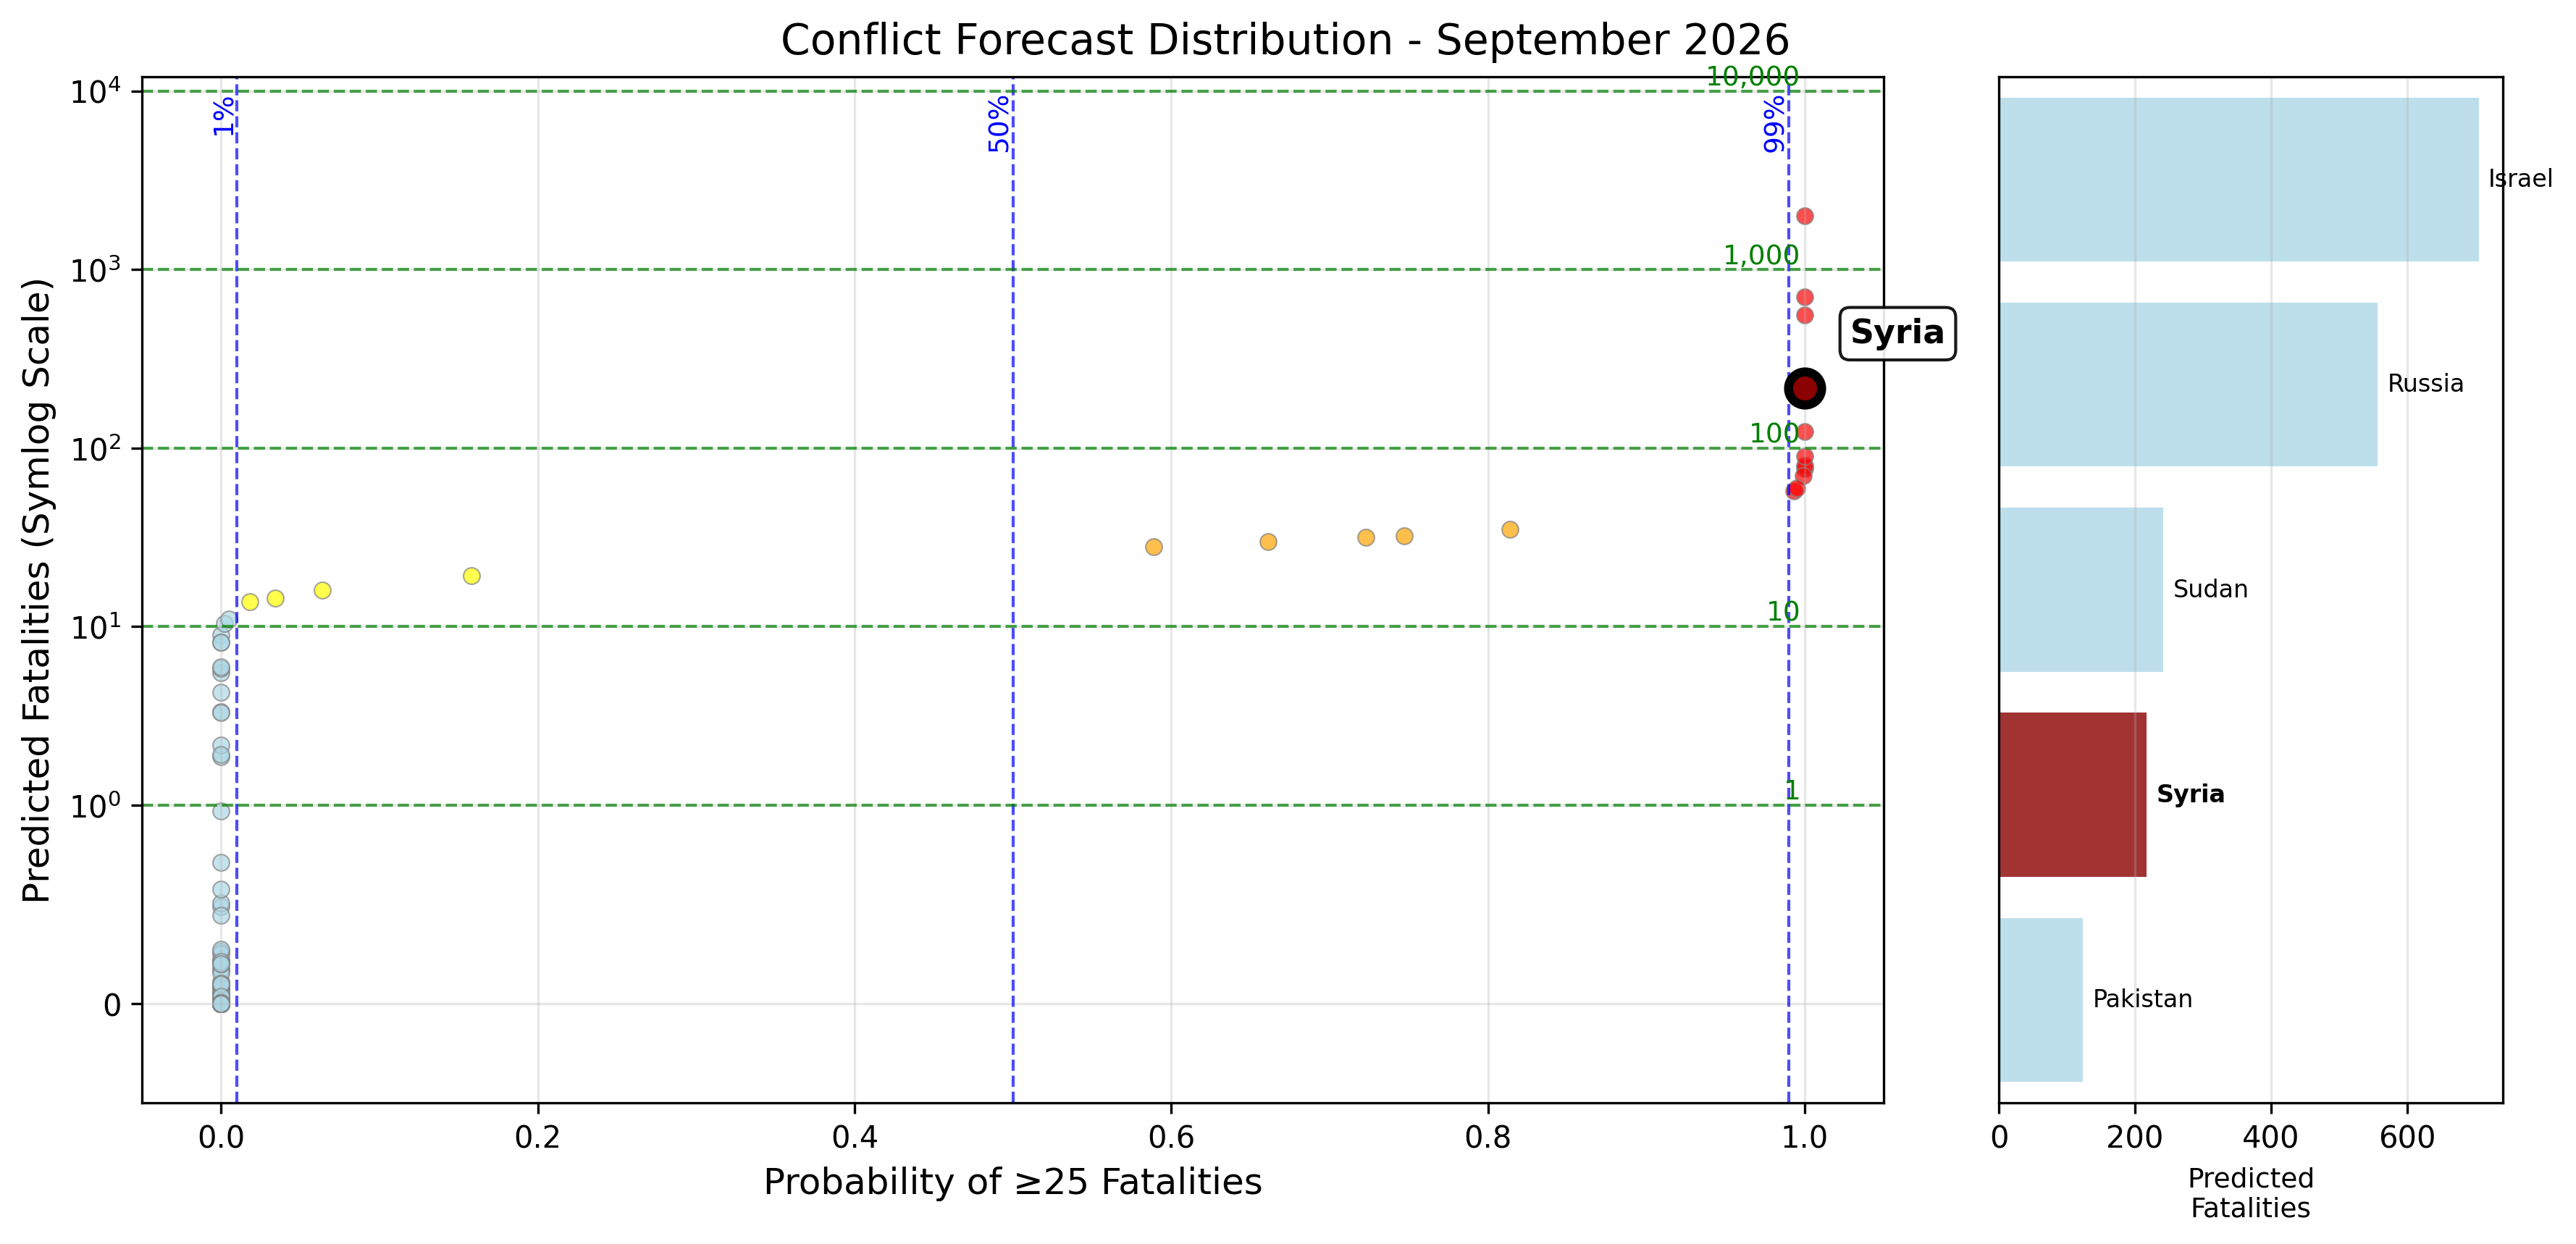 Conflict Forecast Distribution - September 2026
Predicted Fatalities (Symlog Scale)
10⁴
10³
10²
10¹
10⁰
0
1%
50%
99%
10,000
1,000
100
10
1
Syria
0.0 0.2 0.4 0.6 0.8 1.0
Probability of ≥25 Fatalities
Israel
Russia
Sudan
Syria
Pakistan
0 200 400 600
Predicted
Fatalities